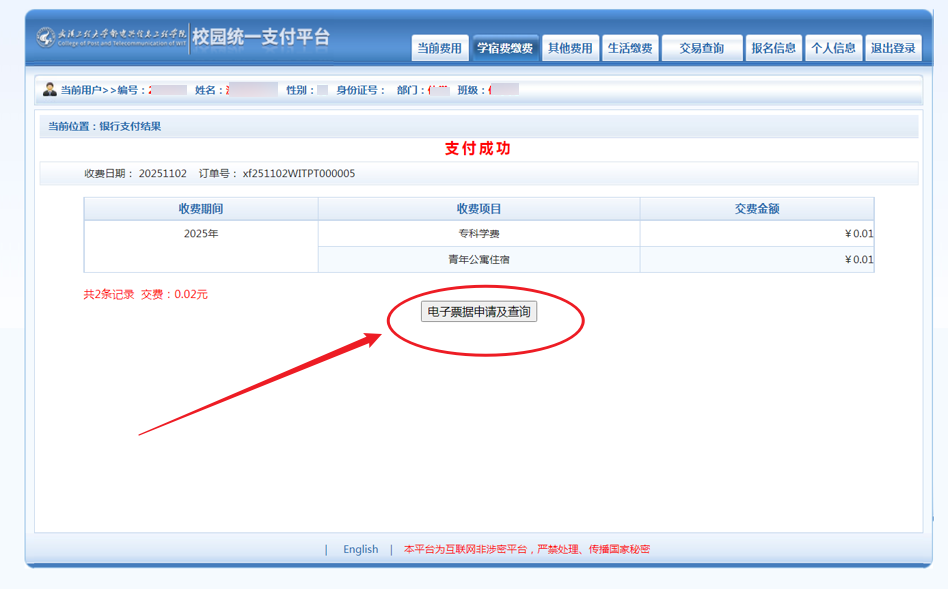 武汉工程大学邮电与信息工程学院
College of Post and Telecommunication of WIT
校园统一支付平台
当前费用 学宿费缴费 其他费用 生活缴费 交易查询 报名信息 个人信息 退出登录
当前用户>>编号：2 姓名： 性别： 身份证号： 部门： 班级：
当前位置：银行支付结果
支付成功
收费日期： 20251102 订单号： xf251102WITPT000005
收费期间 收费项目 交费金额
2025年 专科学费 ￥0.01
青年公寓住宿 ￥0.01
共2条记录 交费：0.02元
电子票据申请及查询
| English | 本平台为互联网非涉密平台，严禁处理、传播国家秘密